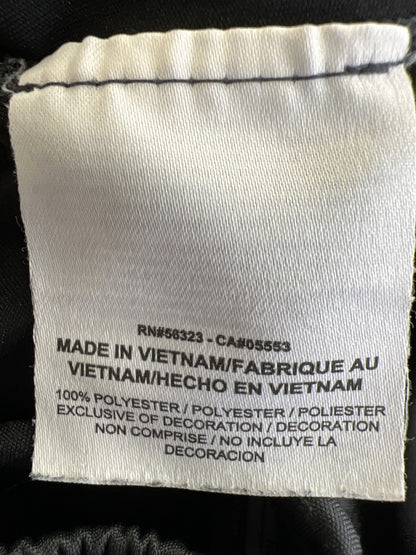 RN#56323 - CA#05553
MADE IN VIETNAM/FABRIQUE AU
VIETNAM/HECHO EN VIETNAM
100% POLYESTER / POLYESTER / POLIESTER
EXCLUSIVE OF DECORATION / DECORATION
NON COMPRISE / NO INCLUYE LA
DECORACION